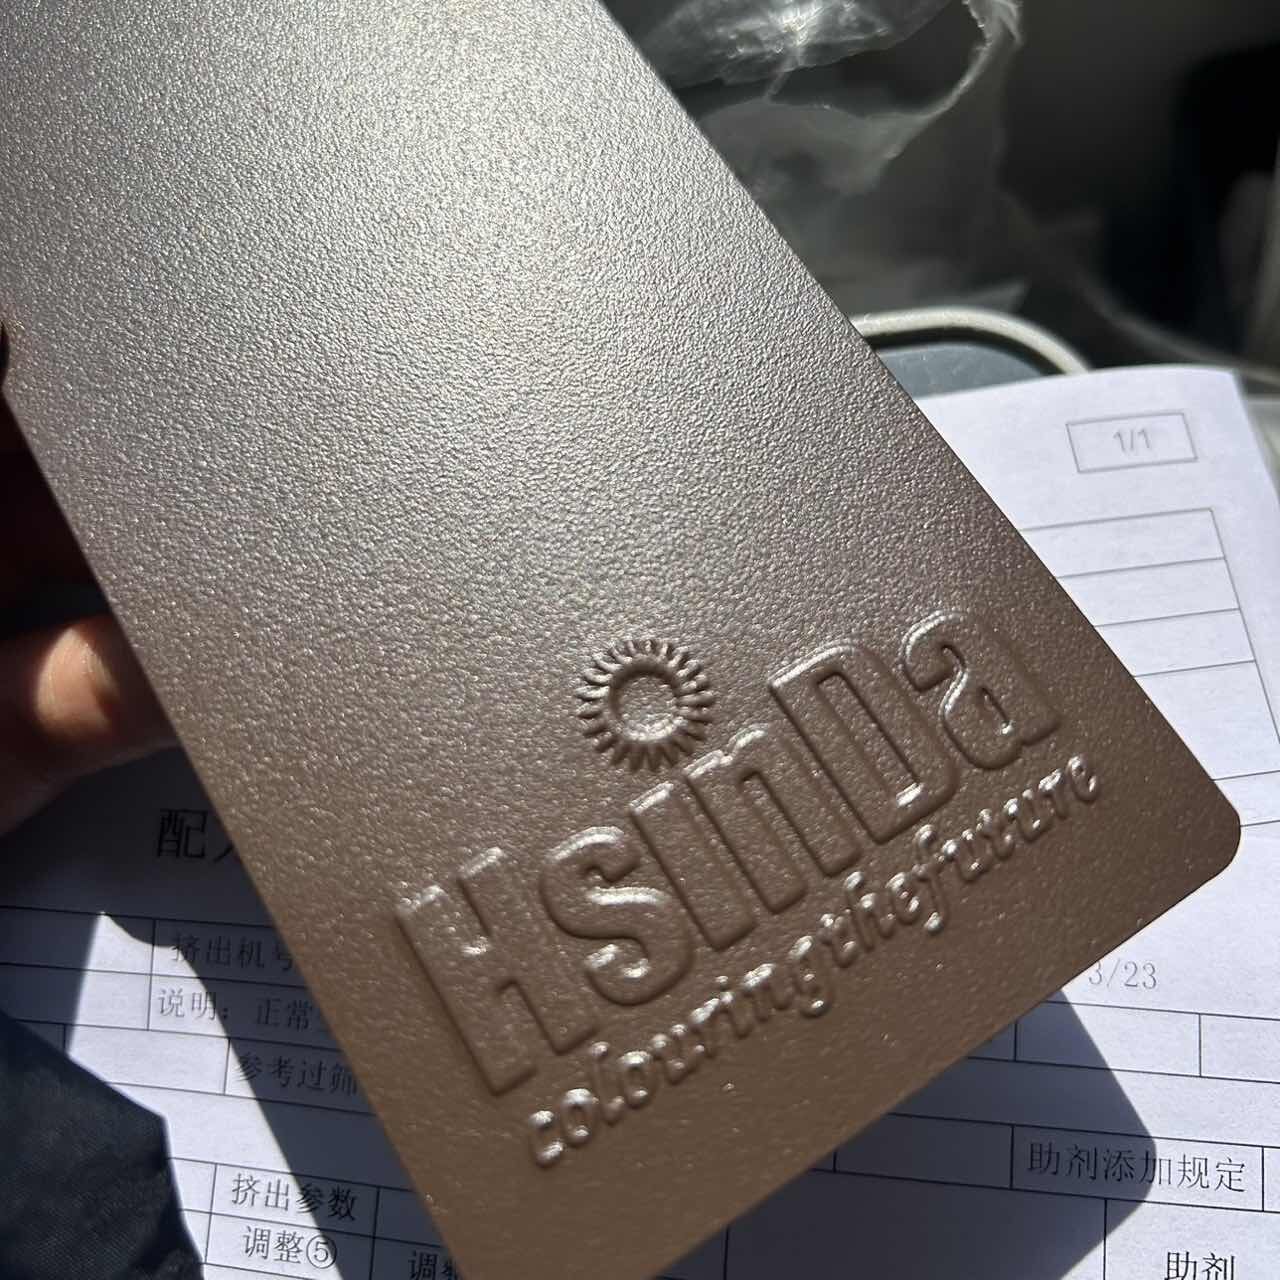 1/1
HsinDa
colouringthefuture
配
挤出机号
说明：正常
3/23
参考过筛
助剂添加规定
挤出参数
调整⑤
助剂